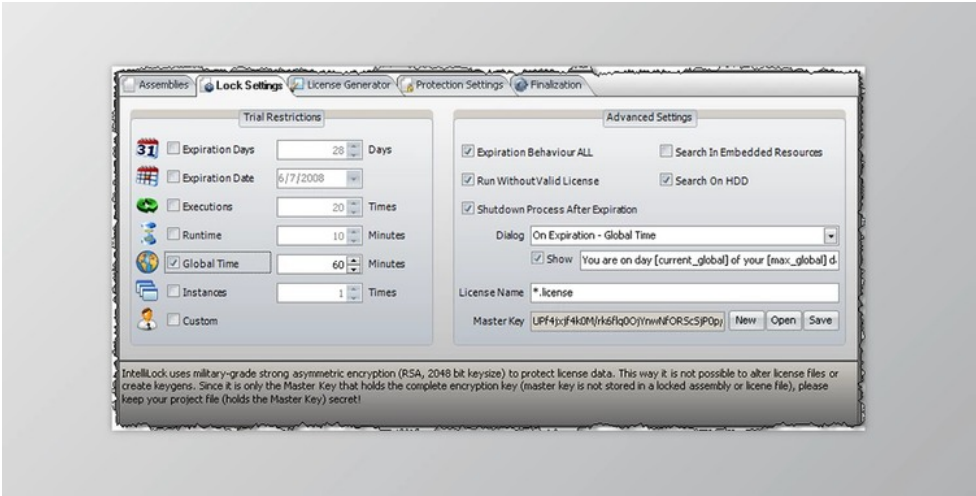 Assemblies Lock Settings License Generator Protection Settings Finalization
Trial Restrictions
31 Expiration Days 28 Days
Expiration Date 6/7/2008
Executions 20 Times
Runtime 10 Minutes
Global Time 60 Minutes
Instances 1 Times
Custom
Advanced Settings
Expiration Behaviour ALL Search In Embedded Resources
Run Without Valid License Search On HDD
Shutdown Process After Expiration
Dialog On Expiration - Global Time
Show You are on day [current_global] of your [max_global] d
License Name *.license
Master Key New Open Save
IntelliLock uses military-grade strong asymmetric encryption (RSA, 2048 bit keysize) to protect license data. This way it is not possible to alter license files or
create keygens. Since it is only the Master Key that holds the complete encryption key (master key is not stored in a locked assembly or licene file), please
keep your project file (holds the Master Key) secret!